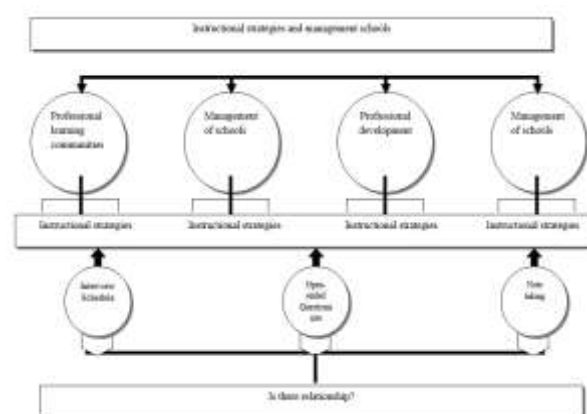 Instructional strategies and management schools
Professional
learning
communities
Management
of schools
Professional
development
Management
of schools
Instructional strategies
Instructional strategies
Instructional strategies
Instructional strategies
Interview
Schedule
Open-
ended
Questions
Note
taking
Is there relationship?